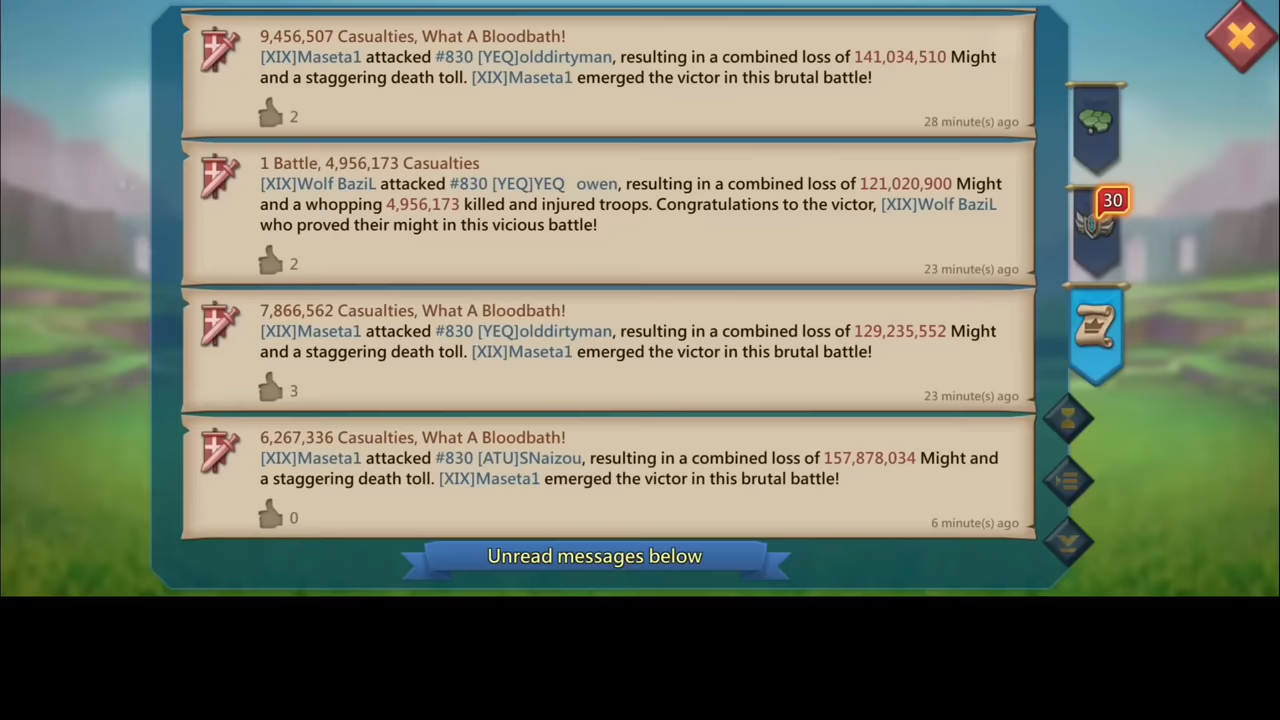 9,456,507 Casualties, What A Bloodbath!
[XIX]Maseta1 attacked #830 [YEQ]olddirtyman, resulting in a combined loss of 141,034,510 Might
and a staggering death toll. [XIX]Maseta1 emerged the victor in this brutal battle!
2
28 minute(s) ago
1 Battle, 4,956,173 Casualties
[XIX]Wolf BaziL attacked #830 [YEQ]YEQ owen, resulting in a combined loss of 121,020,900 Might
and a whopping 4,956,173 killed and injured troops. Congratulations to the victor, [XIX]Wolf BaziL
who proved their might in this vicious battle!
2
23 minute(s) ago
7,866,562 Casualties, What A Bloodbath!
[XIX]Maseta1 attacked #830 [YEQ]olddirtyman, resulting in a combined loss of 129,235,552 Might
and a staggering death toll. [XIX]Maseta1 emerged the victor in this brutal battle!
3
23 minute(s) ago
6,267,336 Casualties, What A Bloodbath!
[XIX]Maseta1 attacked #830 [ATU]SNaizou, resulting in a combined loss of 157,878,034 Might and
a staggering death toll. [XIX]Maseta1 emerged the victor in this brutal battle!
0
6 minute(s) ago
Unread messages below
30